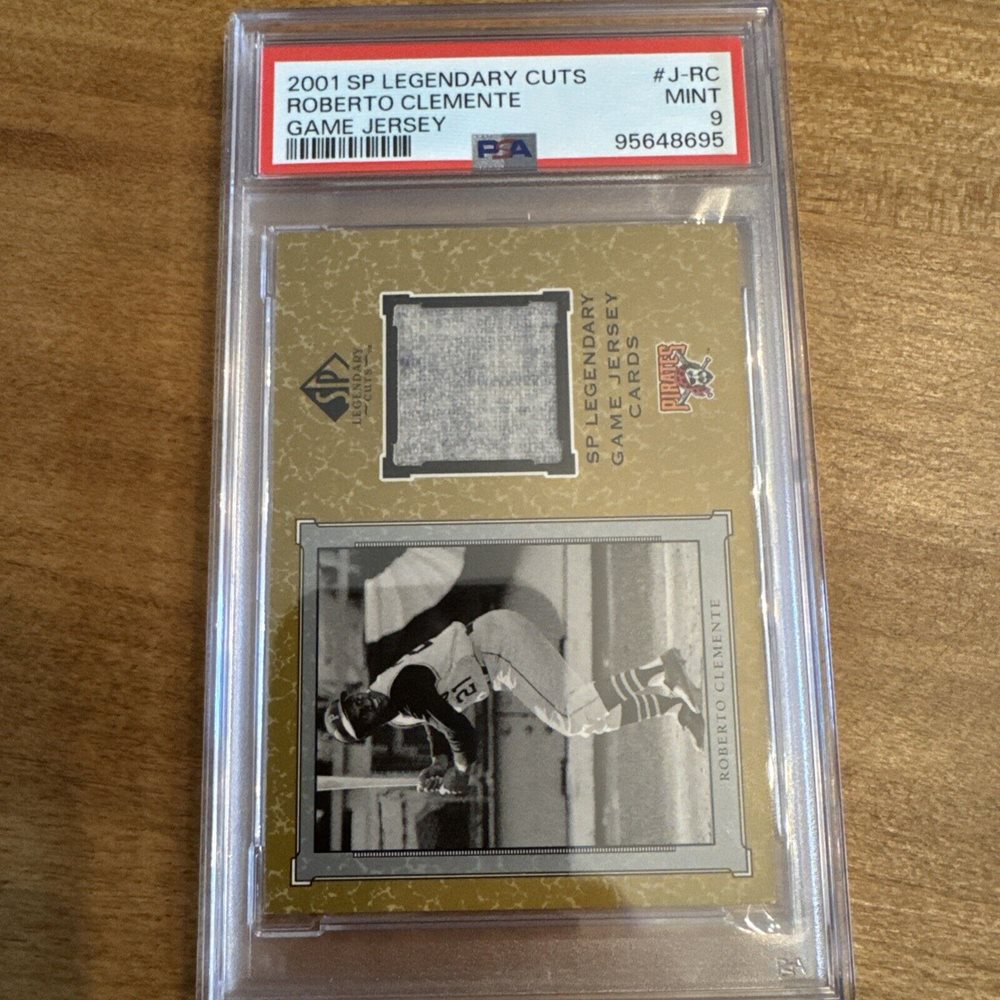 2001 SP LEGENDARY CUTS
ROBERTO CLEMENTE
GAME JERSEY
#J-RC
MINT
9
95648695
PSA
SP
LEGENDARY
CUTS
SP LEGENDARY
GAME JERSEY
CARDS
PIRATES
21
ROBERTO CLEMENTE